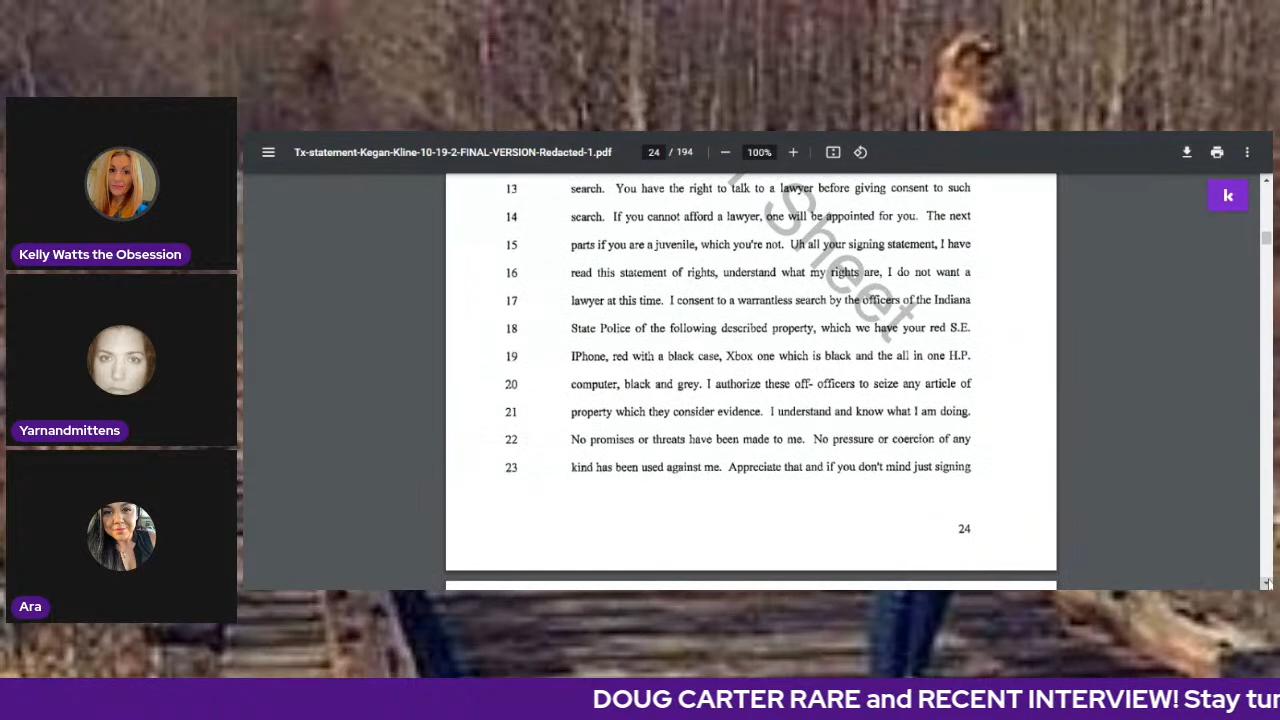 Tx-statement-Kegan-Kline-10-19-2-FINAL-VERSION-Redacted-1.pdf
24 / 194
100%
k
13 search. You have the right to talk to a lawyer before giving consent to such
14 search. If you cannot afford a lawyer, one will be appointed for you. The next
15 parts if you are a juvenile, which you're not. Uh all your signing statement, I have
16 read this statement of rights, understand what my rights are, I do not want a
17 lawyer at this time. I consent to a warrantless search by the officers of the Indiana
18 State Police of the following described property, which we have your red S.E.
19 IPhone, red with a black case, Xbox one which is black and the all in one H.P.
20 computer, black and grey. I authorize these off- officers to seize any article of
21 property which they consider evidence. I understand and know what I am doing.
22 No promises or threats have been made to me. No pressure or coercion of any
23 kind has been used against me. Appreciate that and if you don't mind just signing
24
Sheet
Kelly Watts the Obsession
Yarnandmittens
Ara
DOUG CARTER RARE and RECENT INTERVIEW! Stay tur